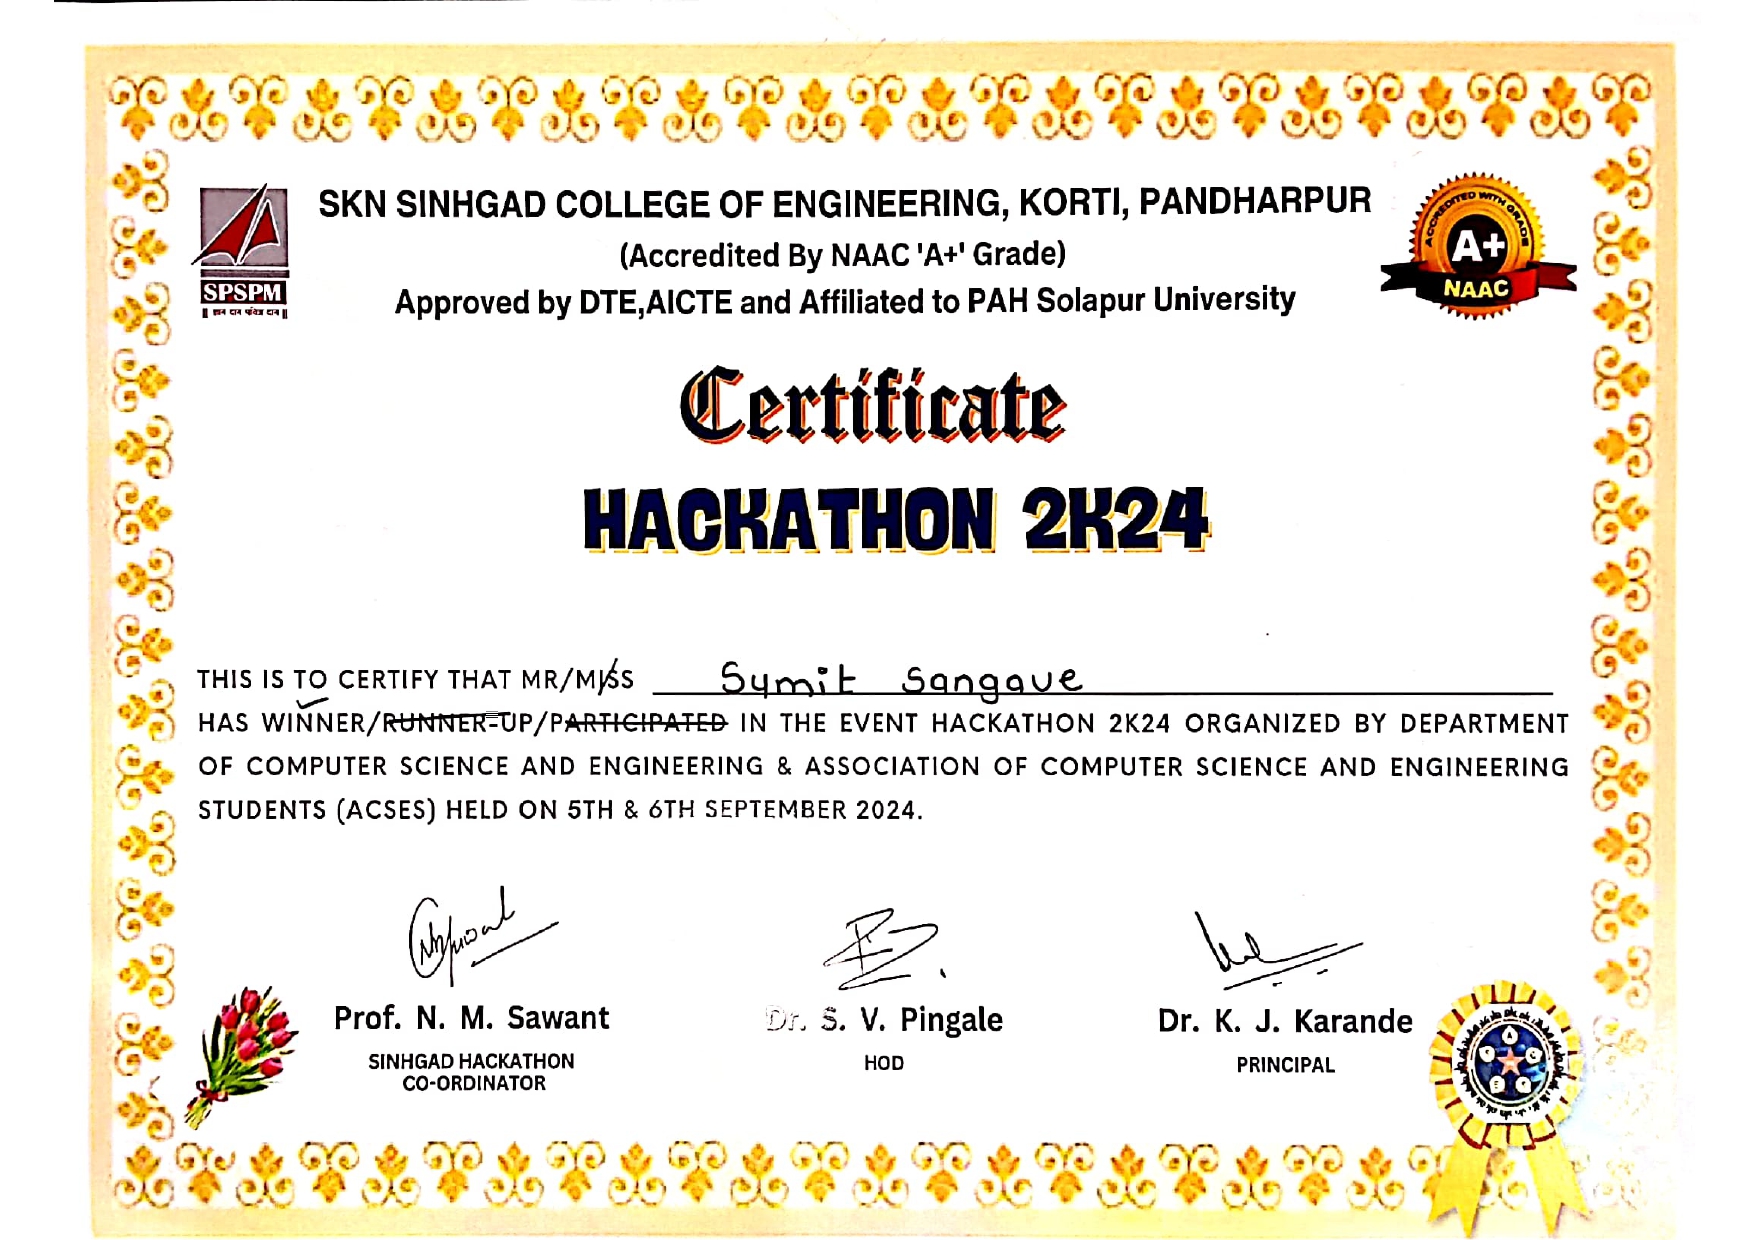 SKN SINHGAD COLLEGE OF ENGINEERING, KORTI, PANDHARPUR
(Accredited By NAAC 'A+' Grade)
Approved by DTE,AICTE and Affiliated to PAH Solapur University
SPSPM
ACCREDITED WITH GRADE
A+
NAAC
Certificate
HACKATHON 2K24
THIS IS TO CERTIFY THAT MR/MISS Sumit Sangave
HAS WINNER/RUNNER-UP/PARTICIPATED IN THE EVENT HACKATHON 2K24 ORGANIZED BY DEPARTMENT
OF COMPUTER SCIENCE AND ENGINEERING & ASSOCIATION OF COMPUTER SCIENCE AND ENGINEERING
STUDENTS (ACSES) HELD ON 5TH & 6TH SEPTEMBER 2024.
Prof. N. M. Sawant
SINHGAD HACKATHON
CO-ORDINATOR
Dr. S. V. Pingale
HOD
Dr. K. J. Karande
PRINCIPAL